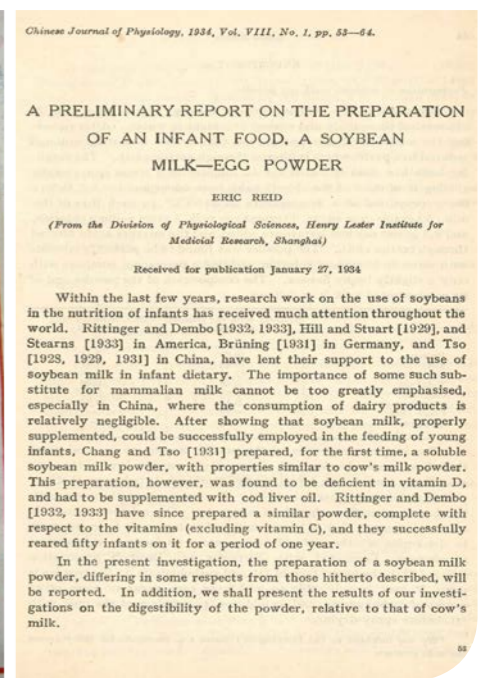 Chinese Journal of Physiology, 1934, Vol. VIII, No. 1, pp. 53—64.
A PRELIMINARY REPORT ON THE PREPARATION
OF AN INFANT FOOD, A SOYBEAN
MILK—EGG POWDER
ERIC REID
(From the Division of Physiological Sciences, Henry Lester Institute for
Medicial Research, Shanghai)
Received for publication January 27, 1934
Within the last few years, research work on the use of soybeans
in the nutrition of infants has received much attention throughout the
world. Rittinger and Dembo [1932, 1933], Hill and Stuart [1929], and
Stearns [1933] in America, Brüning [1931] in Germany, and Tso
[1928, 1929, 1931] in China, have lent their support to the use of
soybean milk in infant dietary. The importance of some such sub-
stitute for mammalian milk cannot be too greatly emphasised,
especially in China, where the consumption of dairy products is
relatively negligible. After showing that soybean milk, properly
supplemented, could be successfully employed in the feeding of young
infants, Chang and Tso [1931] prepared, for the first time, a soluble
soybean milk powder, with properties similar to cow's milk powder.
This preparation, however, was found to be deficient in vitamin D,
and had to be supplemented with cod liver oil. Rittinger and Dembo
[1932, 1933] have since prepared a similar powder, complete with
respect to the vitamins (excluding vitamin C), and they successfully
reared fifty infants on it for a period of one year.
In the present investigation, the preparation of a soybean milk
powder, differing in some respects from those hitherto described, will
be reported. In addition, we shall present the results of our investi-
gations on the digestibility of the powder, relative to that of cow's
milk.
53